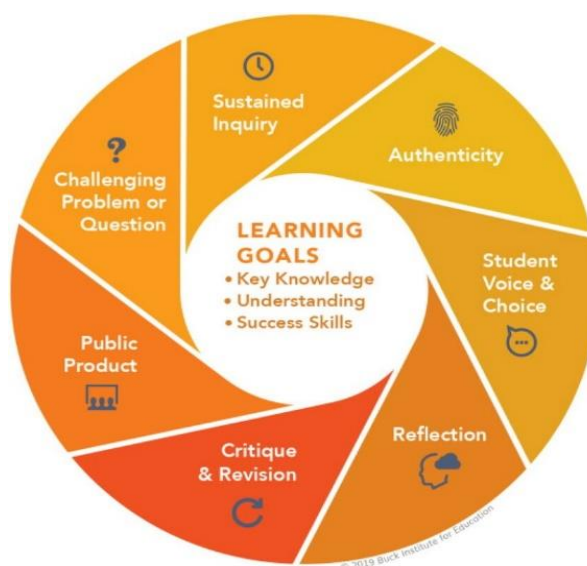 Sustained
Inquiry
Authenticity
Student
Voice &
Choice
Reflection
Critique
& Revision
Public
Product
?
Challenging
Problem or
Question
LEARNING
GOALS
• Key Knowledge
• Understanding
• Success Skills
© 2019 Buck Institute for Education